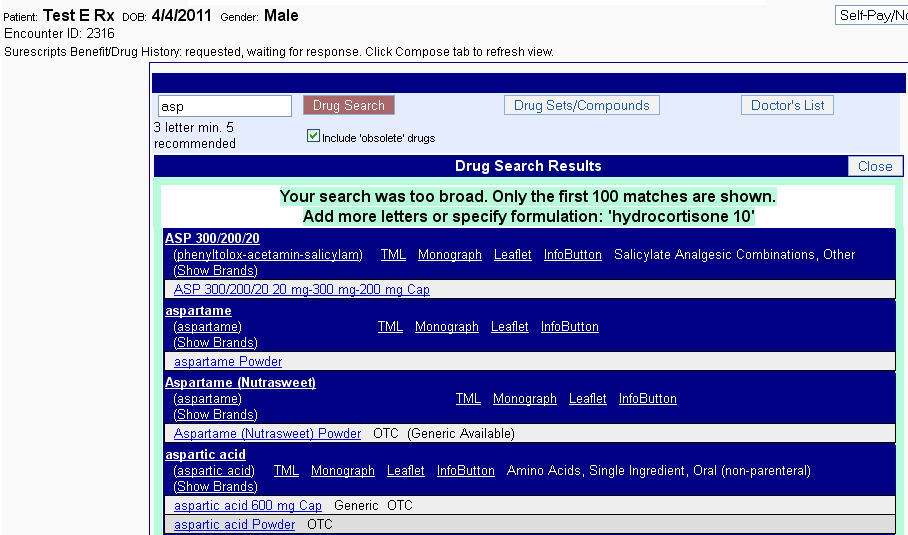 Patient: Test E Rx DOB: 4/4/2011 Gender: Male
Self-Pay/No
Encounter ID: 2316
Surescripts Benefit/Drug History: requested, waiting for response. Click Compose tab to refresh view.
asp Drug Search Drug Sets/Compounds Doctor's List
3 letter min. 5
recommended
Include 'obsolete' drugs
Drug Search Results Close
Your search was too broad. Only the first 100 matches are shown.
Add more letters or specify formulation: 'hydrocortisone 10'
ASP 300/200/20
(phenyltolox-acetamin-salicylam) TML Monograph Leaflet InfoButton Salicylate Analgesic Combinations, Other
(Show Brands)
ASP 300/200/20 20 mg-300 mg-200 mg Cap
aspartame
(aspartame) TML Monograph Leaflet InfoButton
(Show Brands)
aspartame Powder
Aspartame (Nutrasweet)
(aspartame) TML Monograph Leaflet InfoButton
(Show Brands)
Aspartame (Nutrasweet) Powder OTC (Generic Available)
aspartic acid
(aspartic acid) TML Monograph Leaflet InfoButton Amino Acids, Single Ingredient, Oral (non-parenteral)
(Show Brands)
aspartic acid 600 mg Cap Generic OTC
aspartic acid Powder OTC